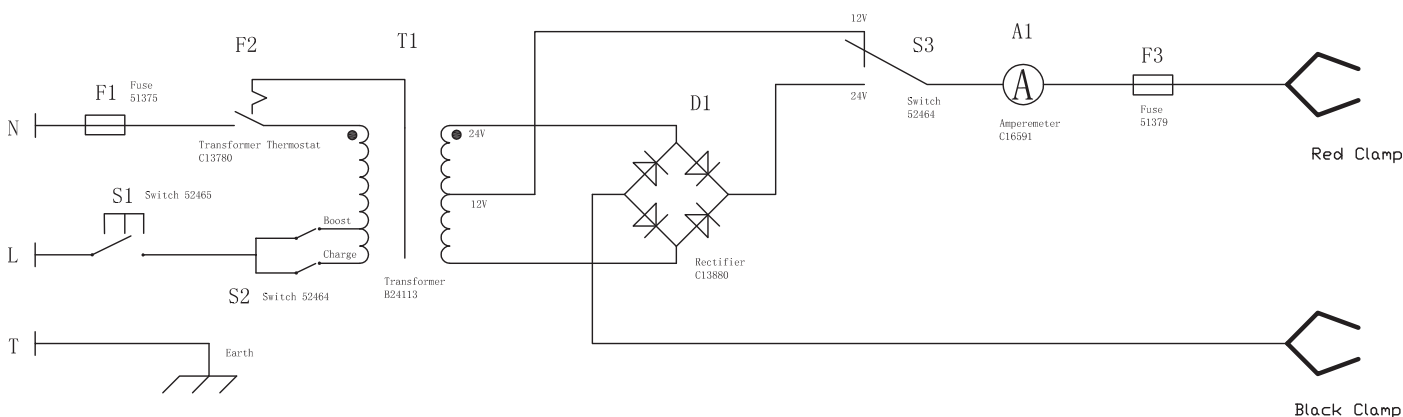 12V
F2
T1
S3
A1
F1
Fuse
51375
F3
D1
24V
Switch
52464
Fuse
51379
N
24V
Amperemeter
C16591
Transformer Thermostat
C13780
Red Clamp
S1
Switch 52465
12V
Boost
L
Charge
Rectifier
C13880
S2
Switch 52464
Transformer
B24113
T
Earth
Black Clamp
A